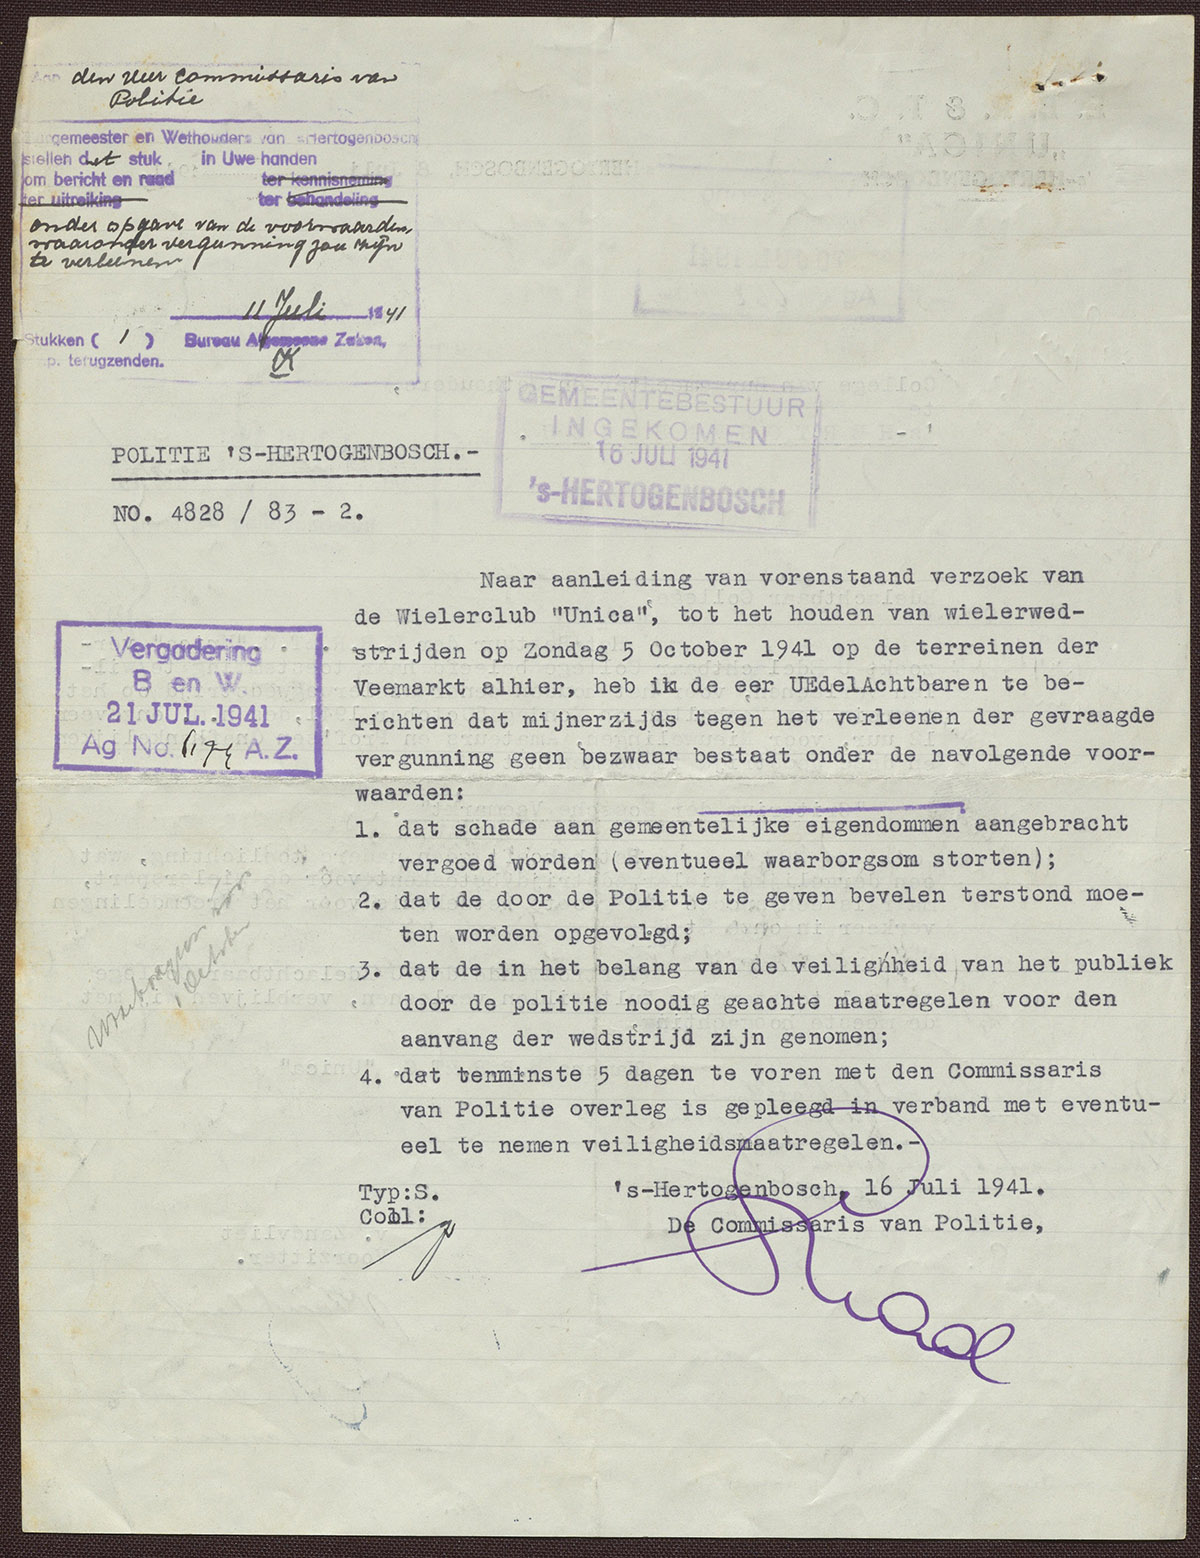 Aan den Heer Commissaris van
Politie
Burgemeester en Wethouders van 's-Hertogenbosch
stellen dit stuk in Uwe handen
om bericht en raad ter kennisneming
ter uitreiking ter behandeling
onder opgave van de voorwaarden
waaronder vergunning zou zijn
te verleenen
11 Juli 1941
Stukken ( 1 ) Bureau Algemeene Zaken,
s.v.p. terugzenden.
GEMEENTEBESTUUR
INGEKOMEN
16 JULI 1941
's-HERTOGENBOSCH
POLITIE 'S-HERTOGENBOSCH.-
NO. 4828 / 83 - 2.
Vergadering
B en W.
21 JUL. 1941
Ag No. A. Z.
Naar aanleiding van vorenstaand verzoek van
de Wielerclub "Unica", tot het houden van wielerwed-
strijden op Zondag 5 October 1941 op de terreinen der
Veemarkt alhier, heb ik de eer UEdelAchtbaren te be-
richten dat mijnerzijds tegen het verleenen der gevraagde
vergunning geen bezwaar bestaat onder de navolgende voor-
waarden:
1. dat schade aan gemeentelijke eigendommen aangebracht
vergoed worden (eventueel waarborgsom storten);
2. dat de door de Politie te geven bevelen terstond moe-
ten worden opgevolgd;
3. dat de in het belang van de veiligheid van het publiek
door de politie noodig geachte maatregelen voor den
aanvang der wedstrijd zijn genomen;
4. dat tenminste 5 dagen te voren met den Commissaris
van Politie overleg is gepleegd in verband met eventu-
eel te nemen veiligheidsmaatregelen.-
October
Typ:S.
Coll:
's-Hertogenbosch, 16 Juli 1941.
De Commissaris van Politie,